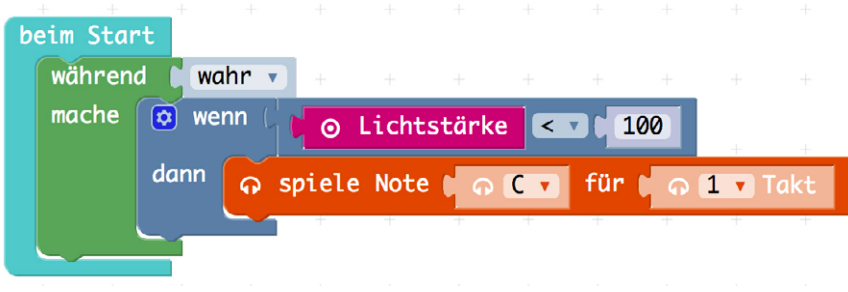 beim Start
während wahr
mache wenn Lichtstärke < 100
dann spiele Note C für 1 Takt